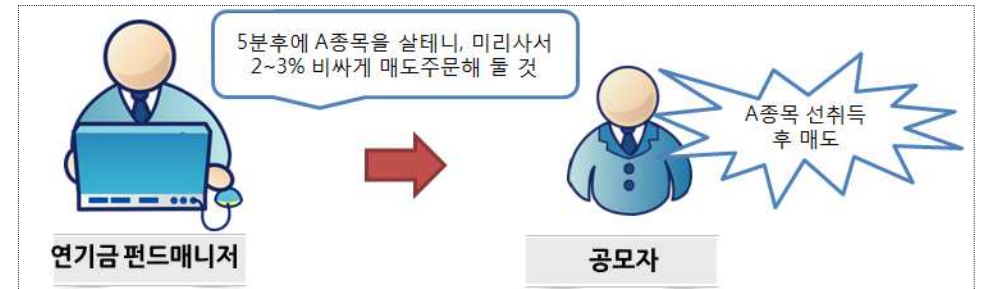 5분후에 A종목을 살테니, 미리사서
2~3% 비싸게 매도주문해 둘 것
A종목 선취득
후 매도
연기금 펀드매니저
공모자